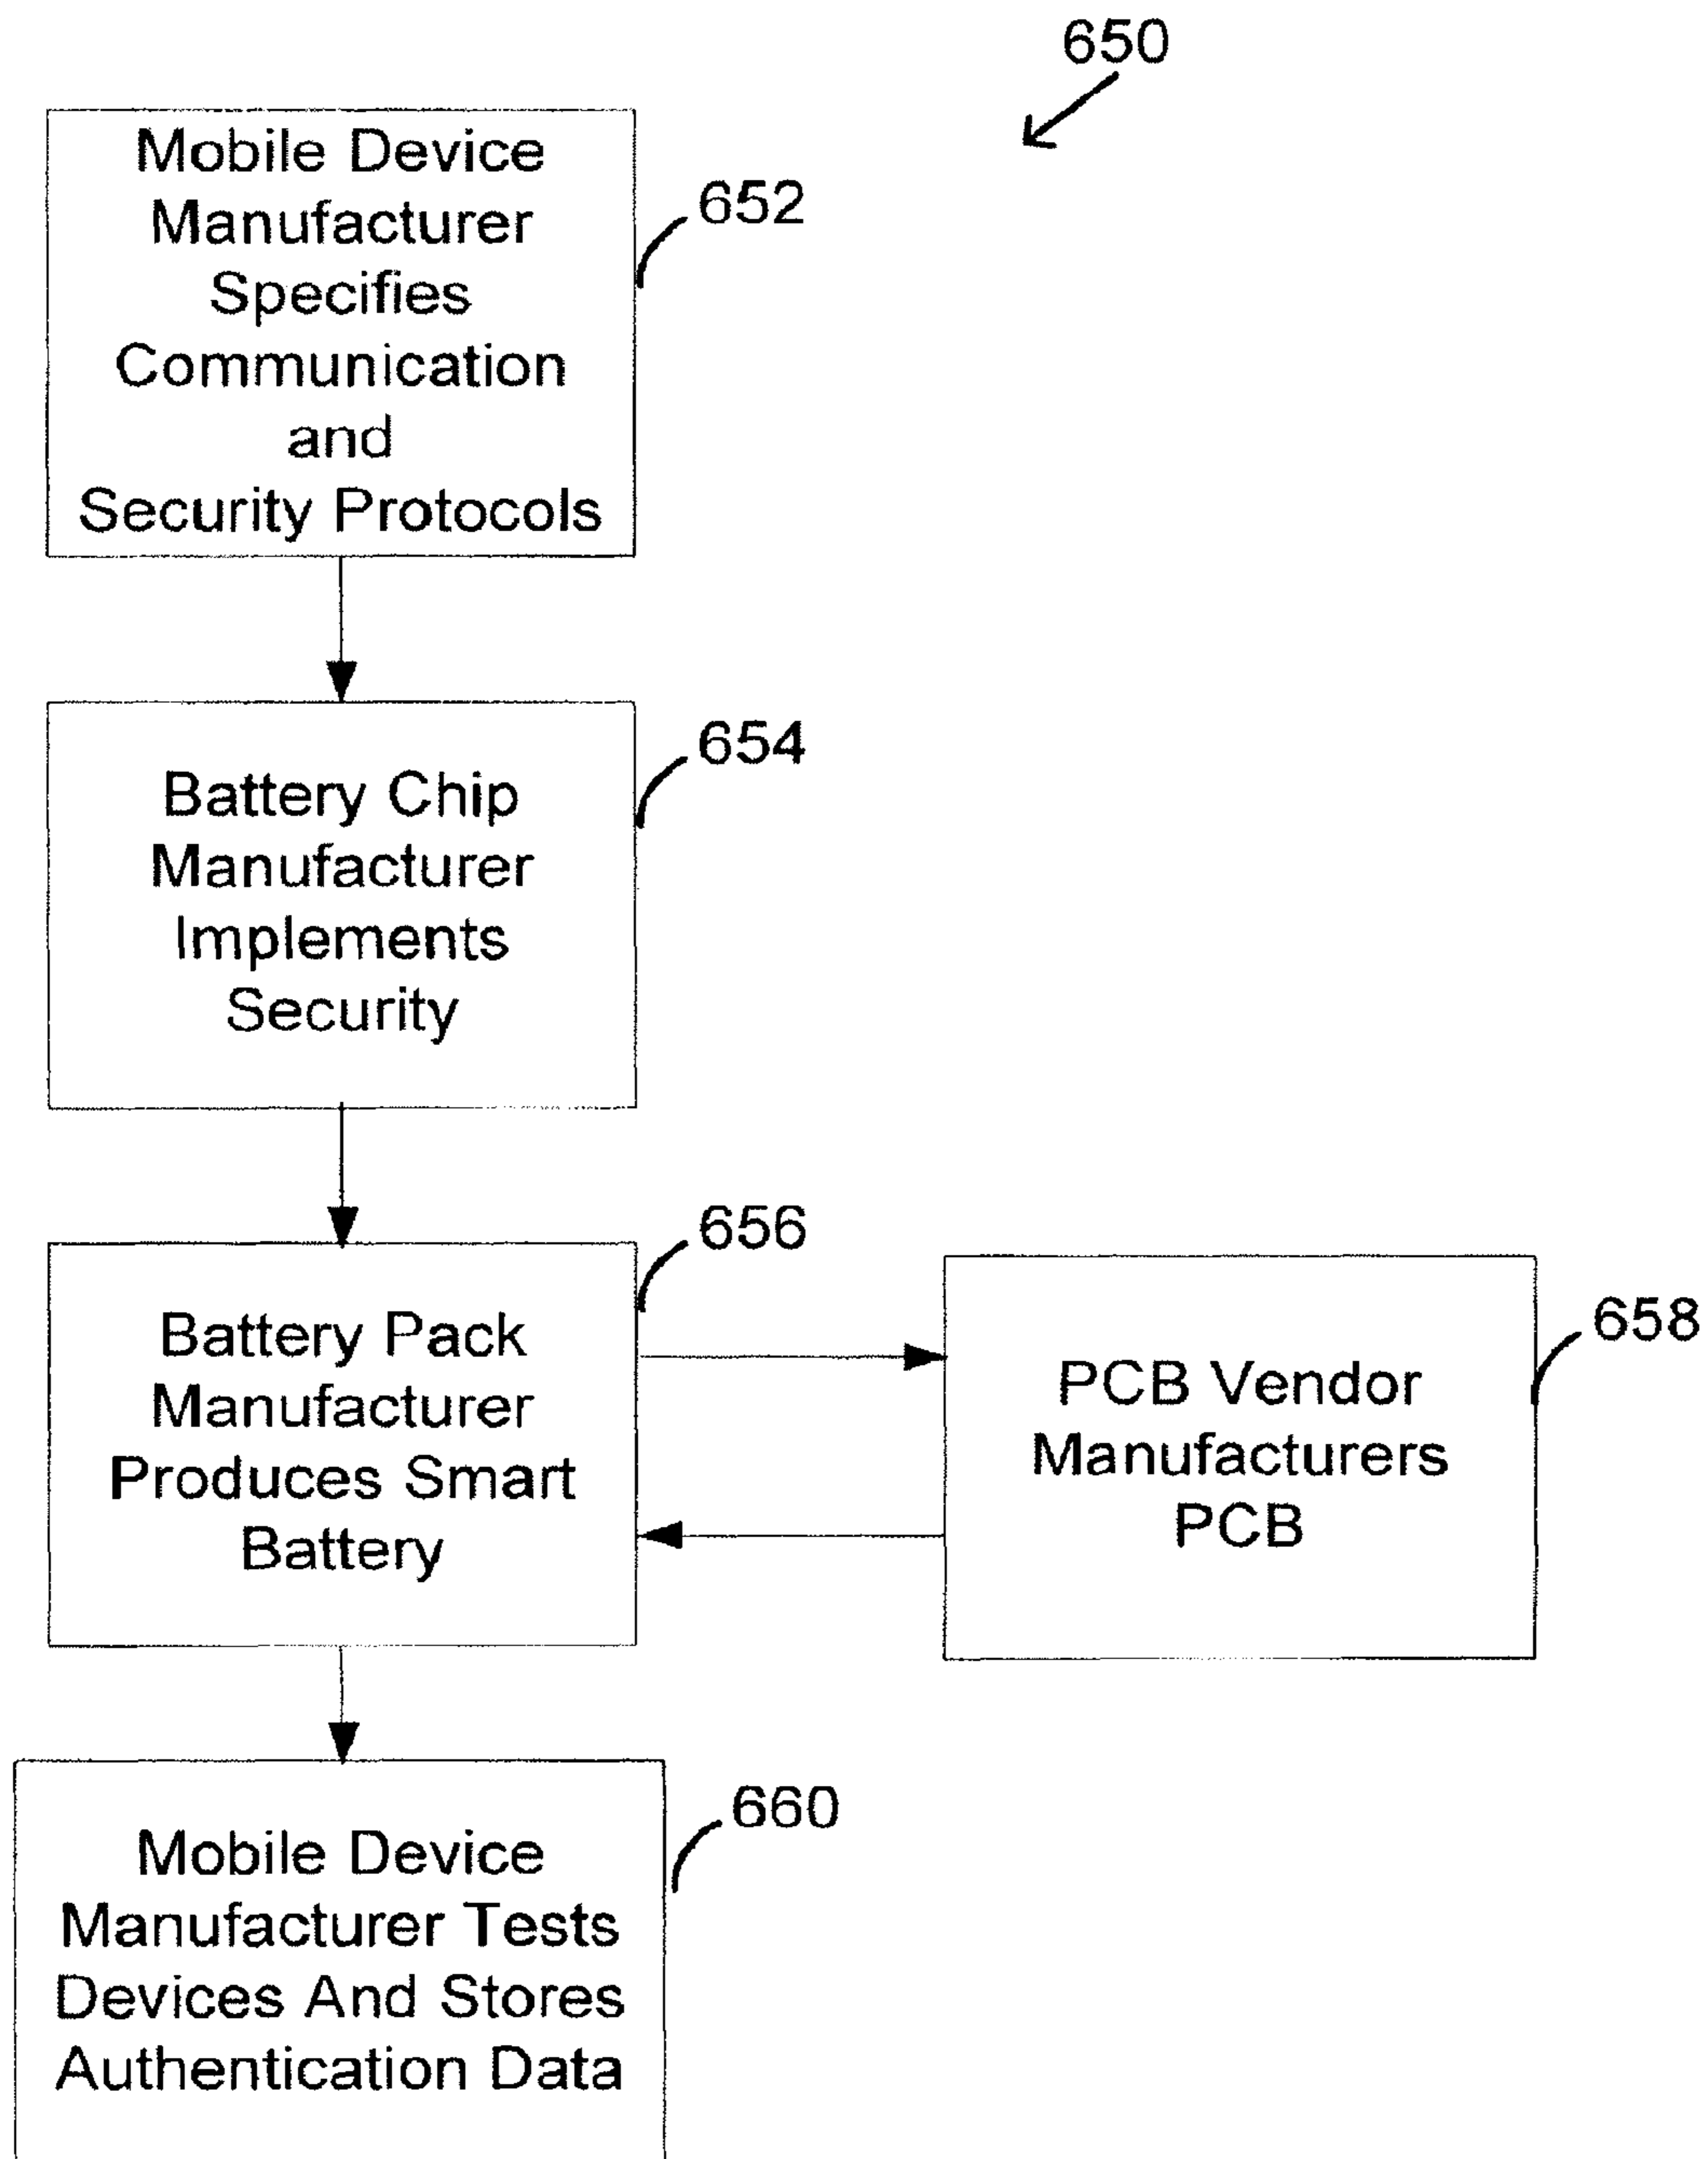 650
Mobile Device
Manufacturer
Specifies
Communication
and
Security Protocols
652
Battery Chip
Manufacturer
Implements
Security
654
Battery Pack
Manufacturer
Produces Smart
Battery
656
PCB Vendor
Manufacturers
PCB
658
Mobile Device
Manufacturer Tests
Devices And Stores
Authentication Data
660